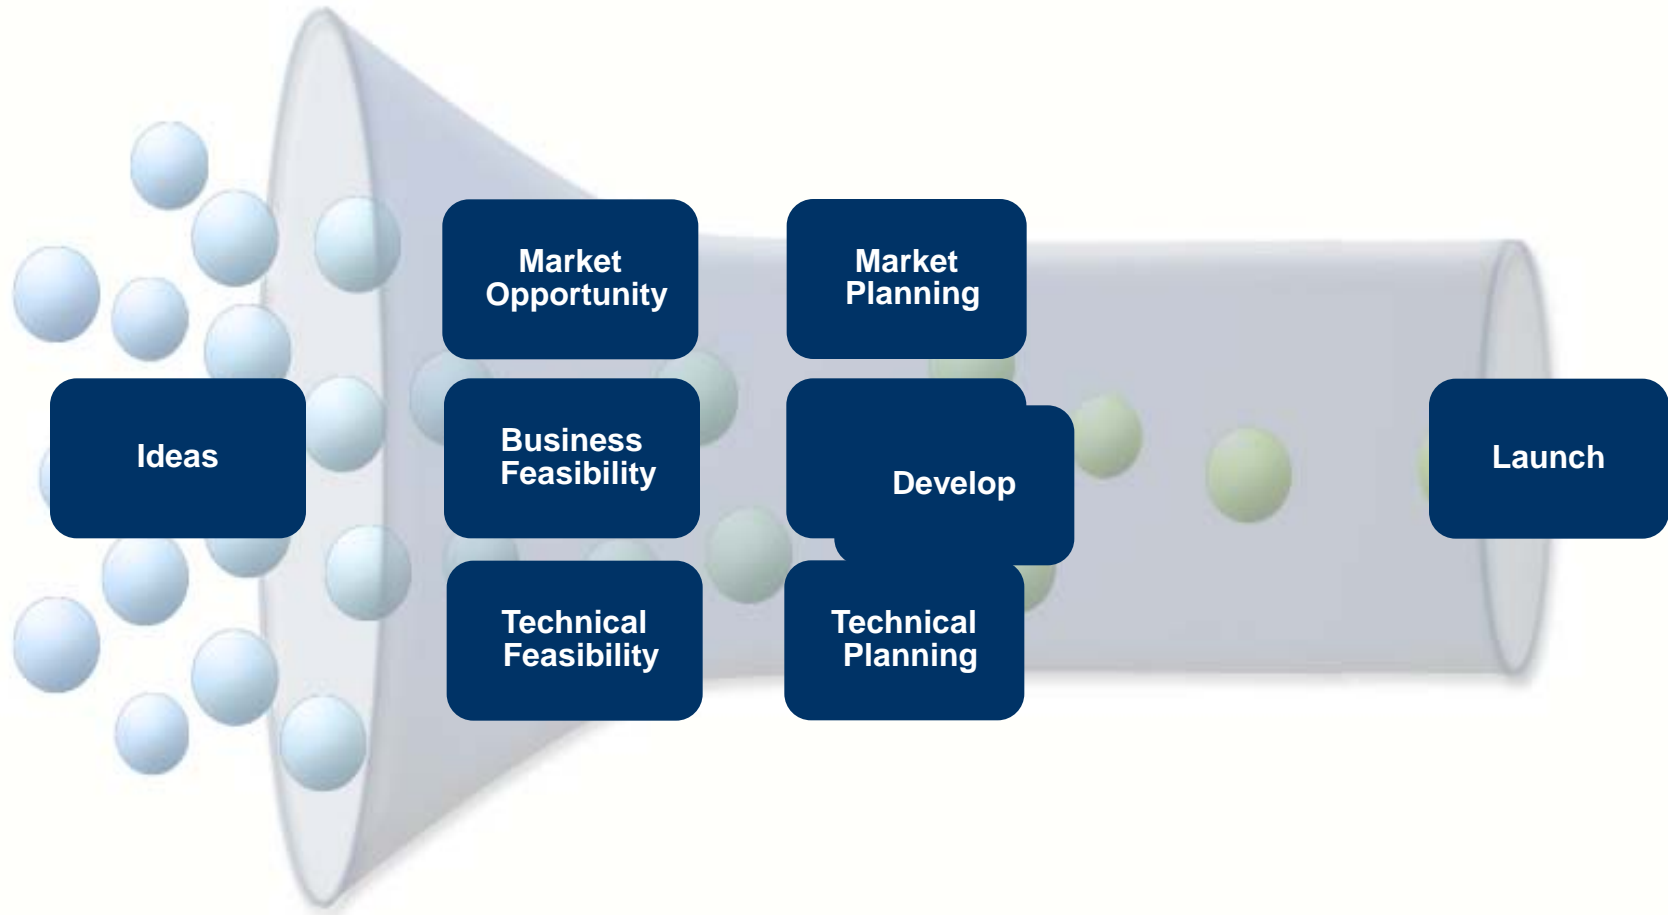 Ideas
Market
Opportunity
Business
Feasibility
Technical
Feasibility
Market
Planning
Develop
Technical
Planning
Launch